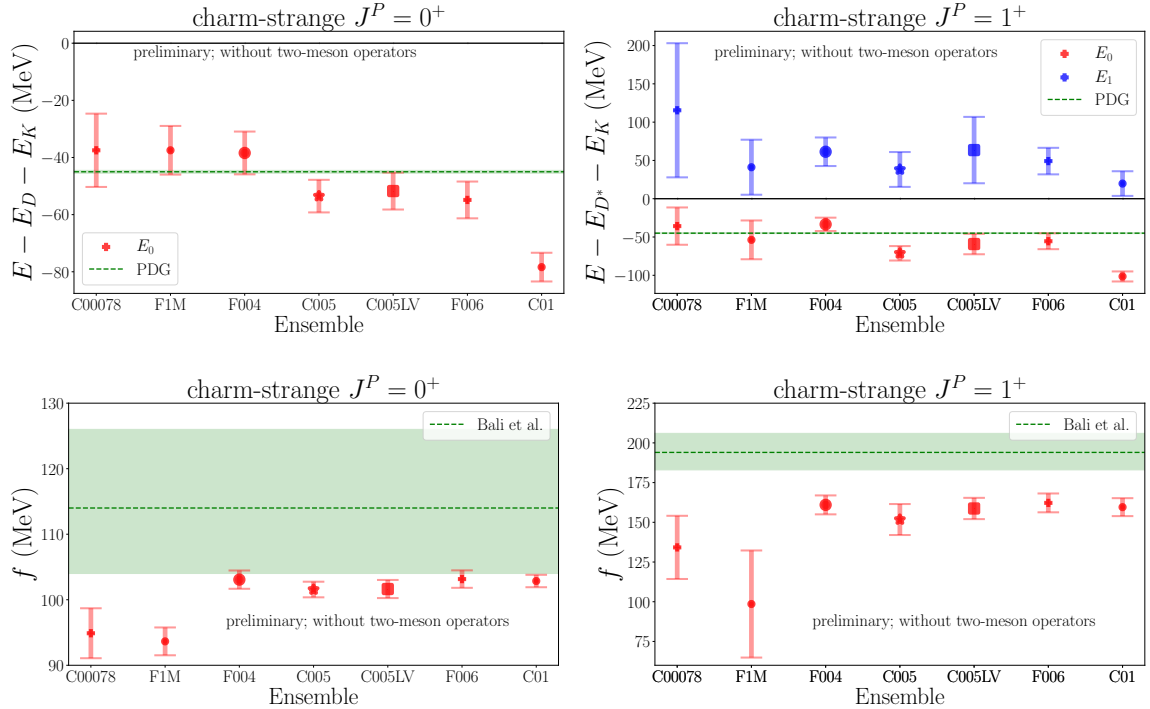 charm-strange J^P = 0^+
E − E_D − E_K (MeV)
0
−20
−40
−60
−80
preliminary; without two-meson operators
E_0
PDG
C00078 F1M F004 C005 C005LV F006 C01
Ensemble
charm-strange J^P = 1^+
E − E_{D*} − E_K (MeV)
200
150
100
50
0
−50
−100
preliminary; without two-meson operators
E_0
E_1
PDG
C00078 F1M F004 C005 C005LV F006 C01
Ensemble
charm-strange J^P = 0^+
f (MeV)
130
120
110
100
90
Bali et al.
preliminary; without two-meson operators
C00078 F1M F004 C005 C005LV F006 C01
Ensemble
charm-strange J^P = 1^+
f (MeV)
225
200
175
150
125
100
75
Bali et al.
preliminary; without two-meson operators
C00078 F1M F004 C005 C005LV F006 C01
Ensemble